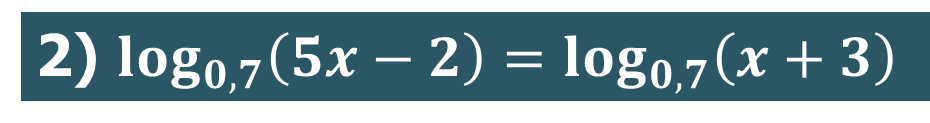 2) log₀,₇(5x − 2) = log₀,₇(x + 3)